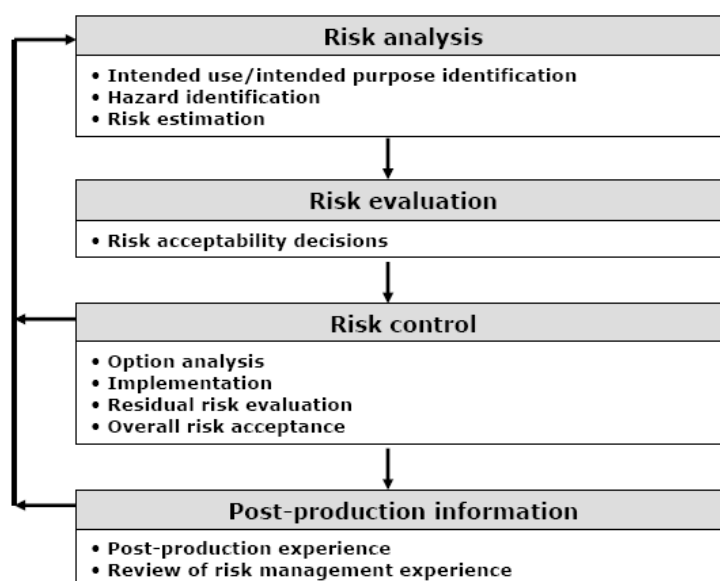 Risk analysis
• Intended use/intended purpose identification
• Hazard identification
• Risk estimation
Risk evaluation
• Risk acceptability decisions
Risk control
• Option analysis
• Implementation
• Residual risk evaluation
• Overall risk acceptance
Post-production information
• Post-production experience
• Review of risk management experience